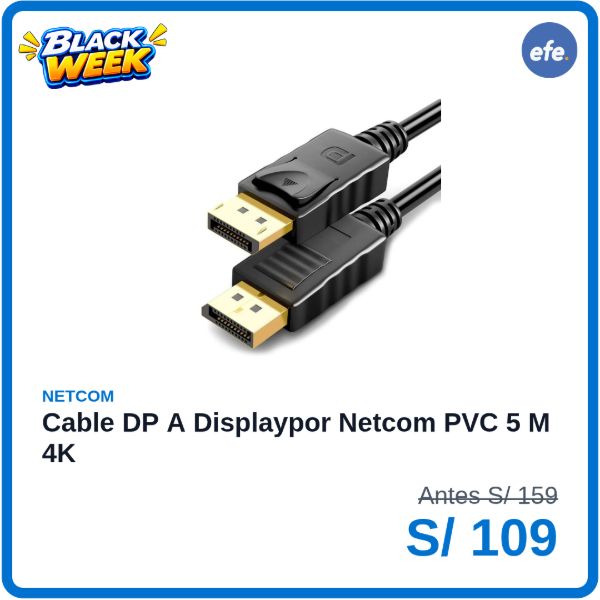 BLACK
WEEK
efe.
NETCOM
Cable DP A Displaypor Netcom PVC 5 M
4K
Antes S/ 159
S/ 109